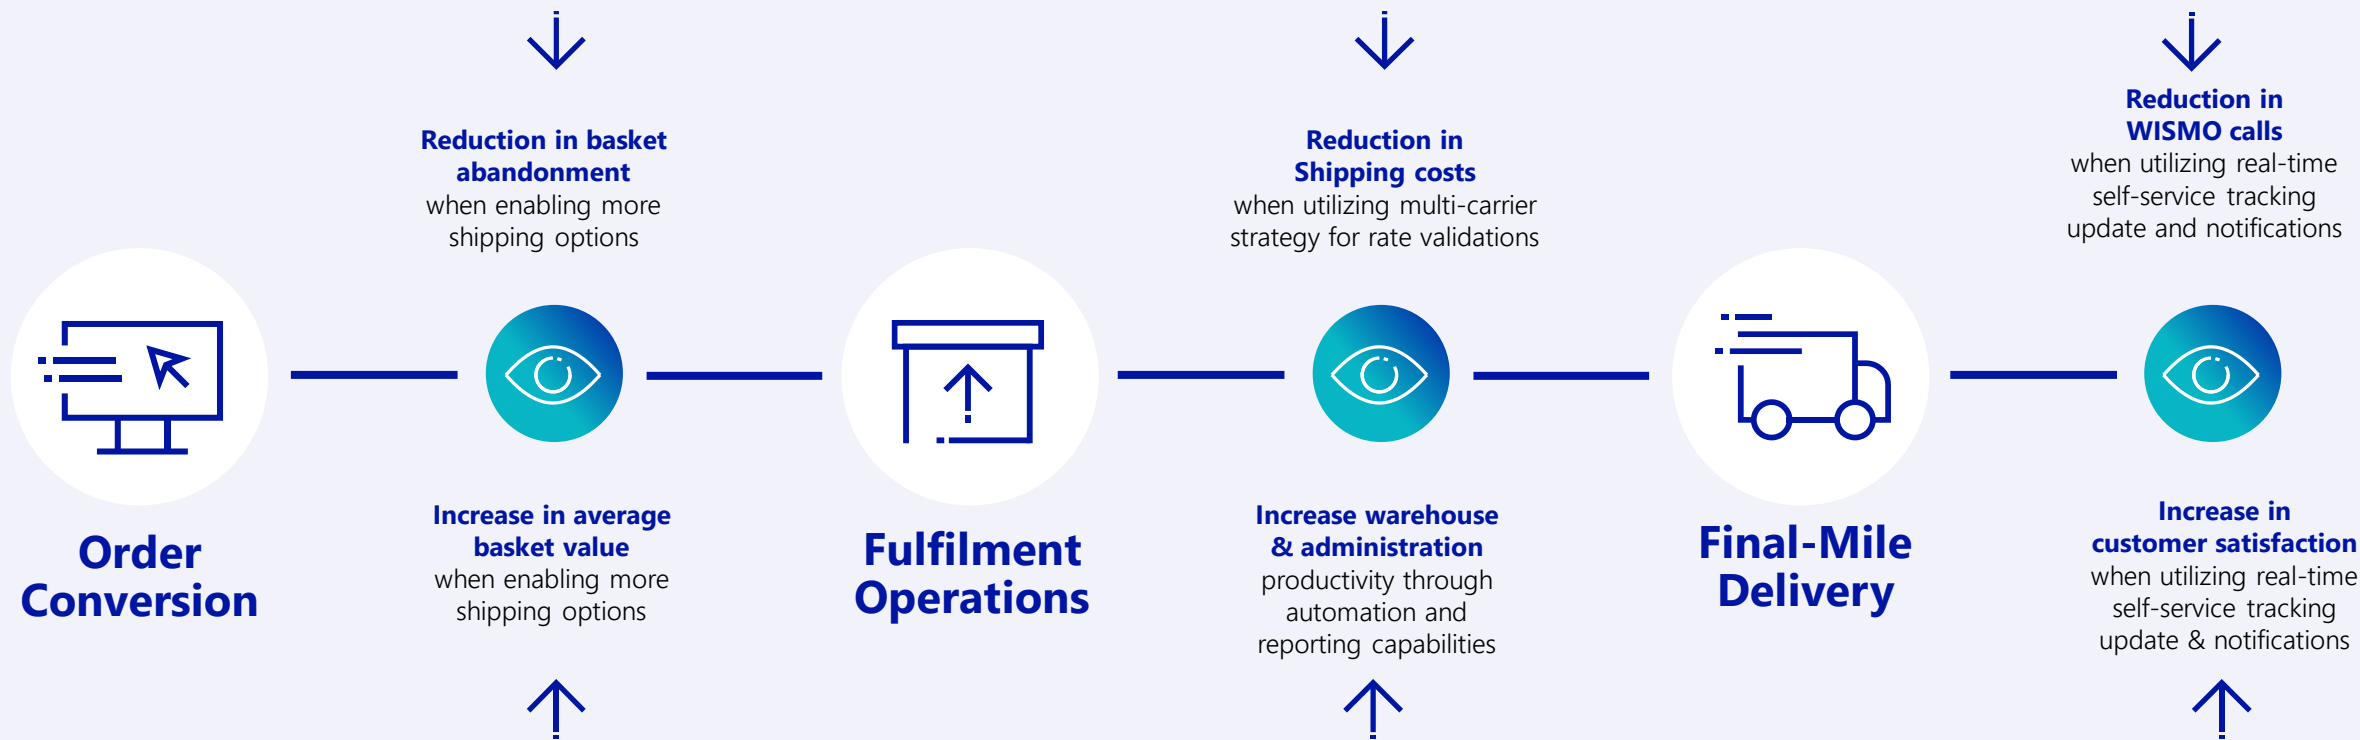 Reduction in basket
abandonment
when enabling more
shipping options
Reduction in
Shipping costs
when utilizing multi-carrier
strategy for rate validations
Reduction in
WISMO calls
when utilizing real-time
self-service tracking
update and notifications
Order
Conversion
Increase in average
basket value
when enabling more
shipping options
Fulfilment
Operations
Increase warehouse
& administration
productivity through
automation and
reporting capabilities
Final-Mile
Delivery
Increase in
customer satisfaction
when utilizing real-time
self-service tracking
update & notifications